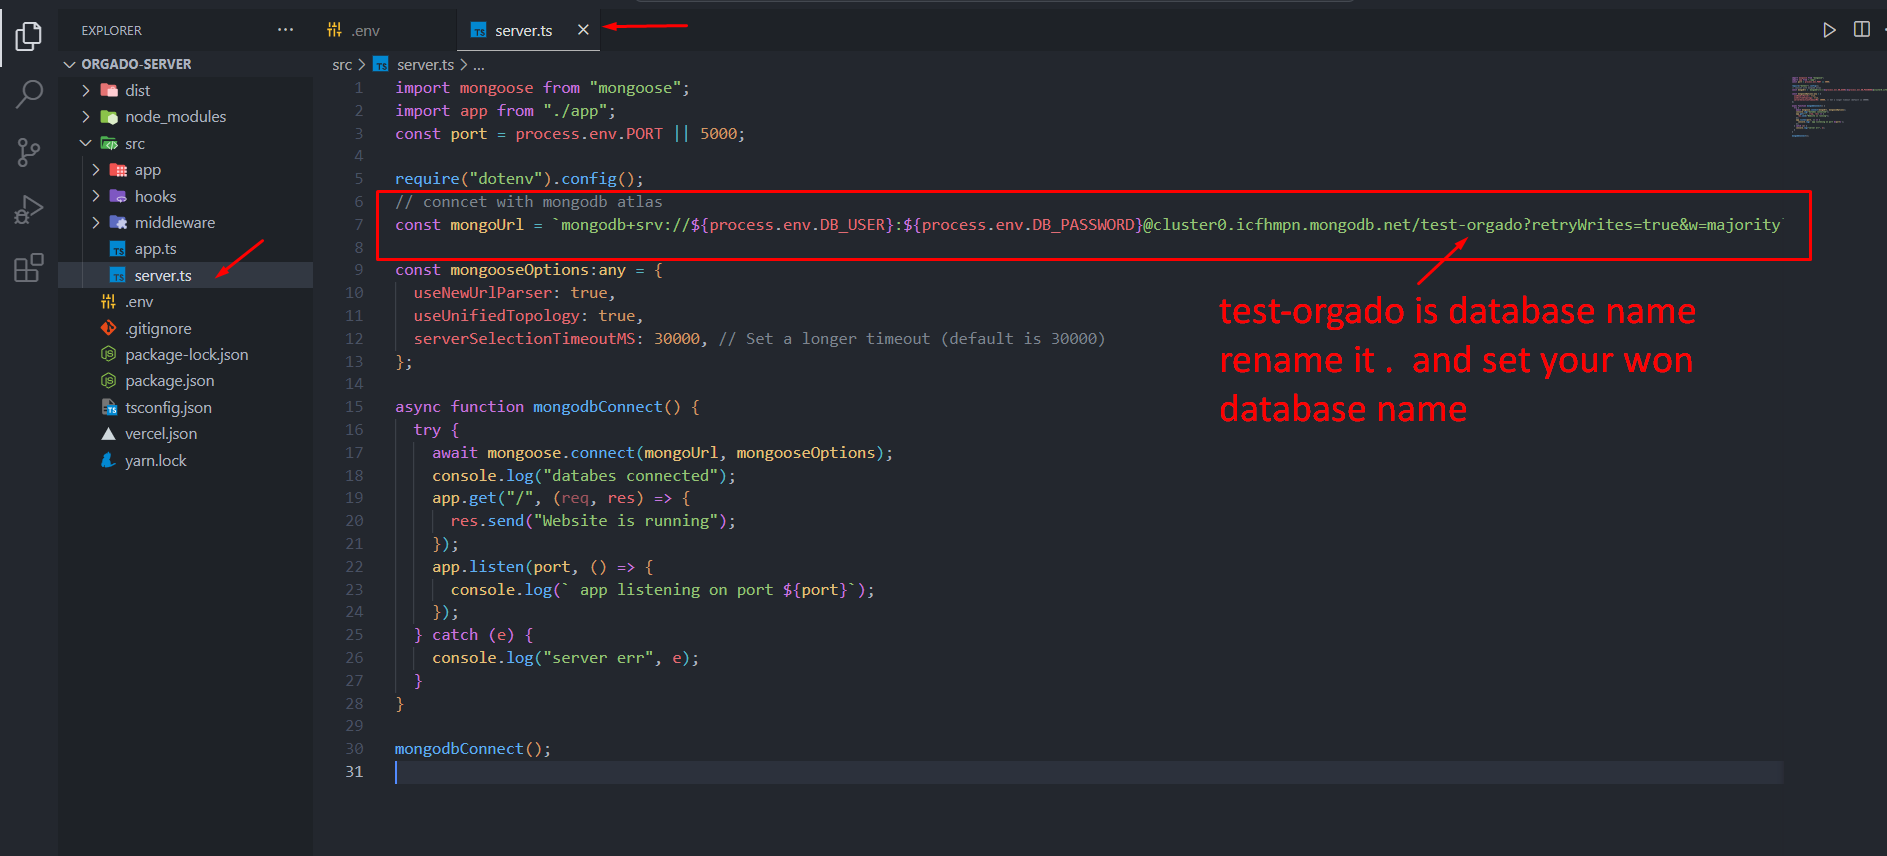 EXPLORER
...
.env
server.ts
ORGADO-SERVER
dist
node_modules
src
app
hooks
middleware
app.ts
server.ts
.env
.gitignore
package-lock.json
package.json
tsconfig.json
vercel.json
yarn.lock
src > server.ts > ...
1 import mongoose from "mongoose";
2 import app from "./app";
3 const port = process.env.PORT || 5000;
4
5 require("dotenv").config();
6 // conncet with mongodb atlas
7 const mongoUrl = `mongodb+srv://${process.env.DB_USER}:${process.env.DB_PASSWORD}@cluster0.icfhmpn.mongodb.net/test-orgado?retryWrites=true&w=majority`
8
9 const mongooseOptions:any = {
10 useNewUrlParser: true,
11 useUnifiedTopology: true,
12 serverSelectionTimeoutMS: 30000, // Set a longer timeout (default is 30000)
13 };
14
15 async function mongodbConnect() {
16 try {
17 await mongoose.connect(mongoUrl, mongooseOptions);
18 console.log("databes connected");
19 app.get("/", (req, res) => {
20 res.send("Website is running");
21 });
22 app.listen(port, () => {
23 console.log(` app listening on port ${port}`);
24 });
25 } catch (e) {
26 console.log("server err", e);
27 }
28 }
29
30 mongodbConnect();
31
test-orgado is database name
rename it . and set your won
database name